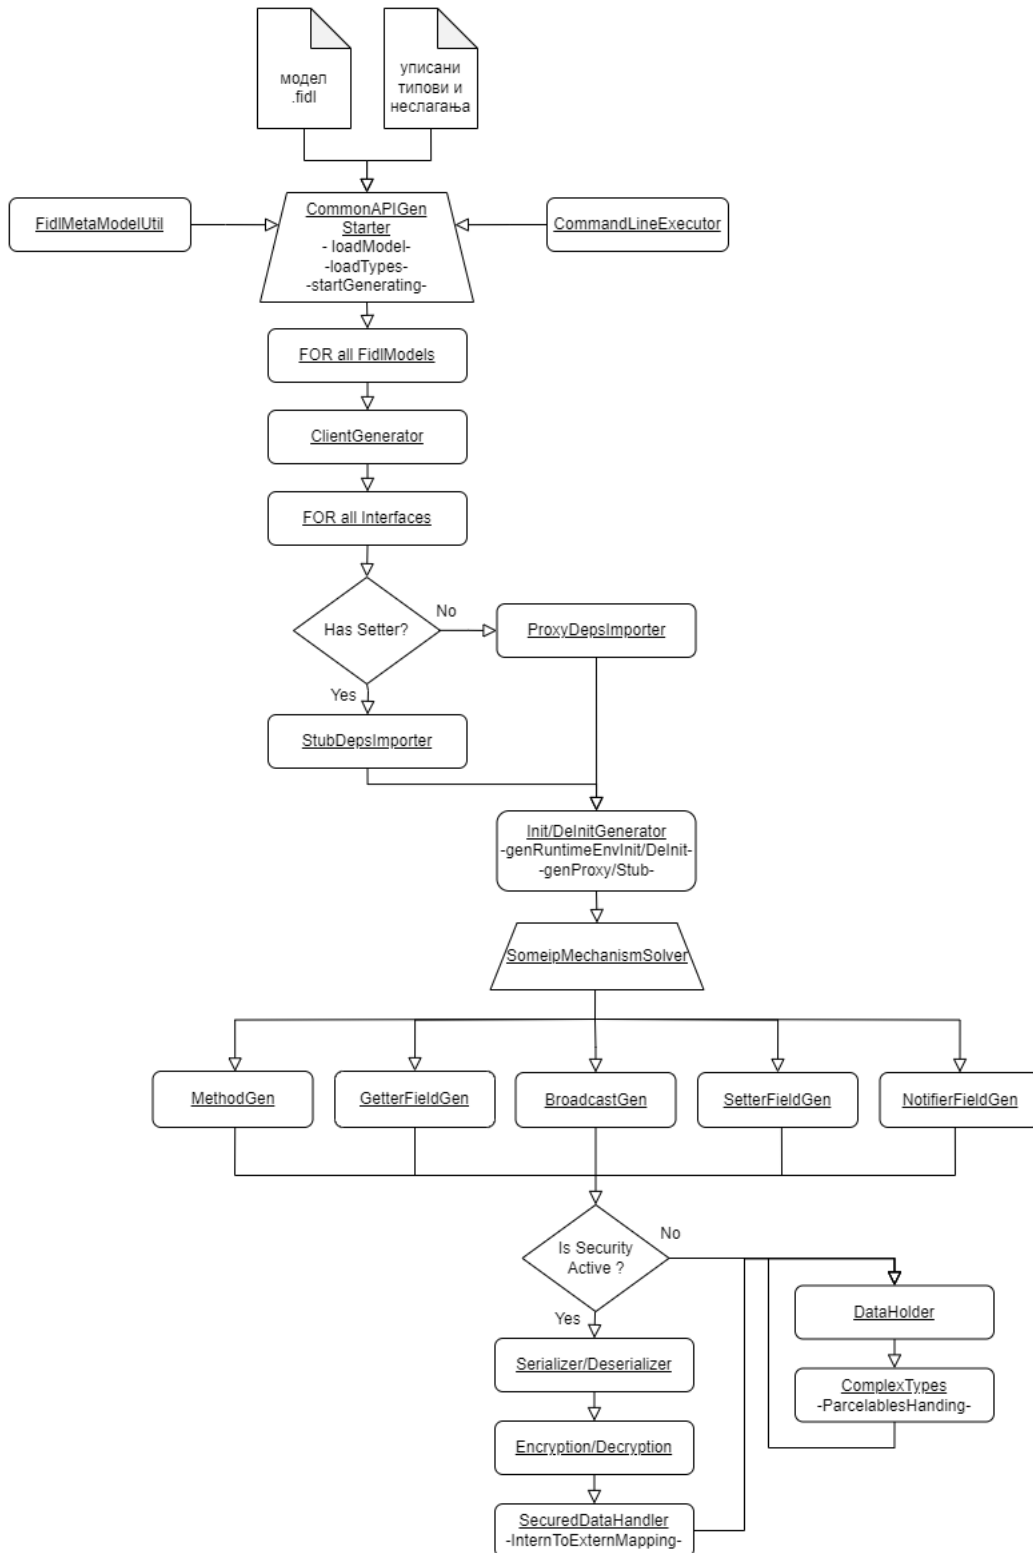 модел
.fidl
уписани
типови и
неслагања
FidlMetaModelUtil
CommonAPIGen
Starter
- loadModel-
-loadTypes-
-startGenerating-
CommandLineExecutor
FOR all FidlModels
ClientGenerator
FOR all Interfaces
Has Setter?
No
ProxyDepsImporter
Yes
StubDepsImporter
Init/DeInitGenerator
-genRuntimeEnvInit/DeInit-
-genProxy/Stub-
SomeipMechanismSolver
MethodGen
GetterFieldGen
BroadcastGen
SetterFieldGen
NotifierFieldGen
Is Security
Active ?
No
Yes
DataHolder
Serializer/Deserializer
ComplexTypes
-ParcelablesHanding-
Encryption/Decryption
SecuredDataHandler
-InternToExternMapping-